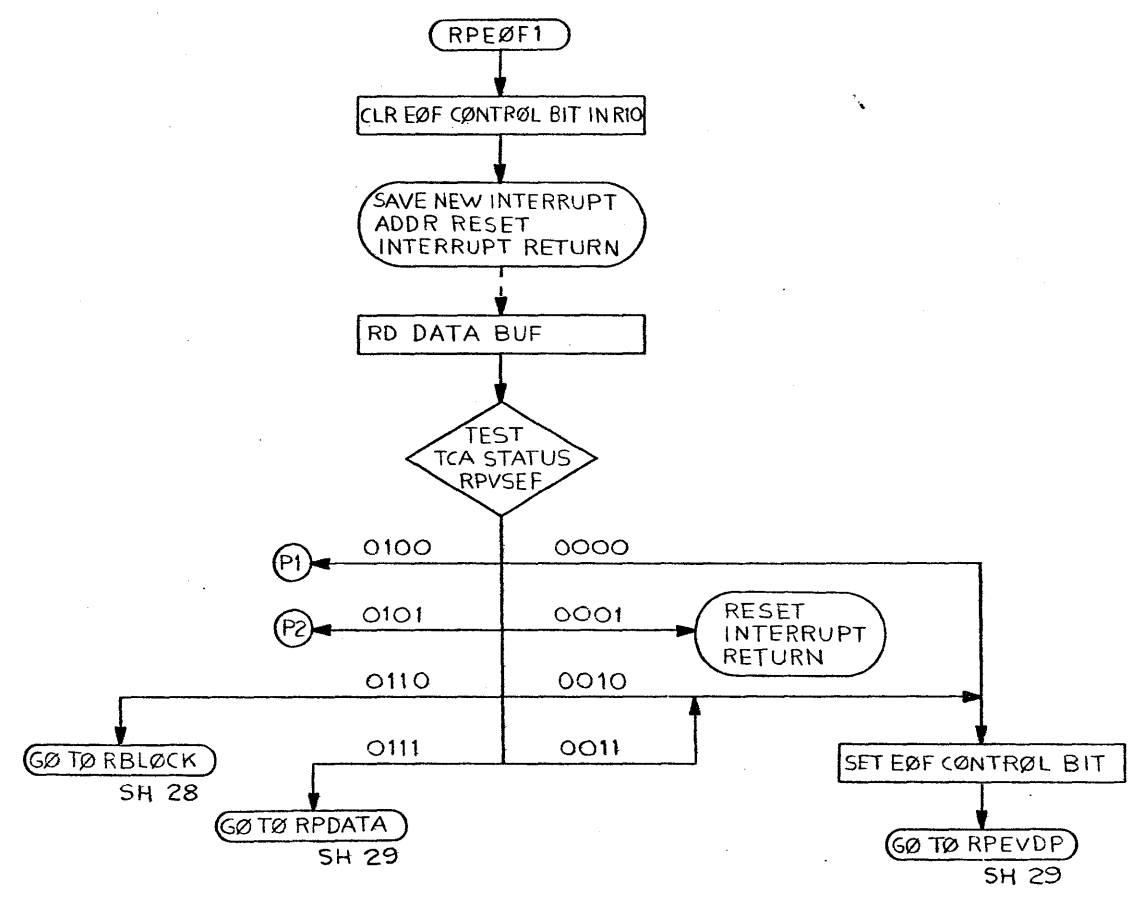 RPEØF1
CLR EØF CØNTRØL BIT IN R10
SAVE NEW INTERRUPT
ADDR RESET
INTERRUPT RETURN
RD DATA BUF
TEST
TCA STATUS
RPVSEF
0100 0000
P1
0101 0001
P2
RESET
INTERRUPT
RETURN
0110 0010
0111 0011
GØ TØ RBLØCK
SH 28
SET EØF CØNTRØL BIT
GØ TØ RPDATA
SH 29
GØ TØ RPEVDP
SH 29